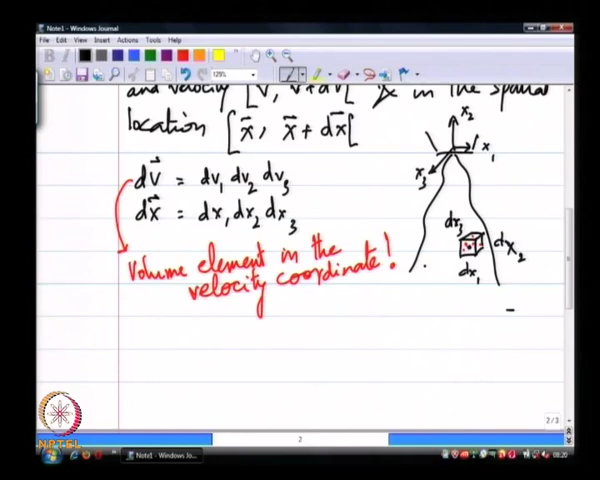 Note1 - Windows Journal
File Edit View Insert Actions Tools Help
129%
and velocity [v, v+dv[ & in the spatial
location [x⃗, x⃗ + dx⃗[
dv⃗ = dv₁ dv₂ dv₃
dx⃗ = dx₁ dx₂ dx₃
Volume element in the
velocity coordinate!
x₂
x₁
x₃
dx₃
dx₂
dx₁
2 / 3
2
NPTEL
Note1 - Windows Jo...
08:20